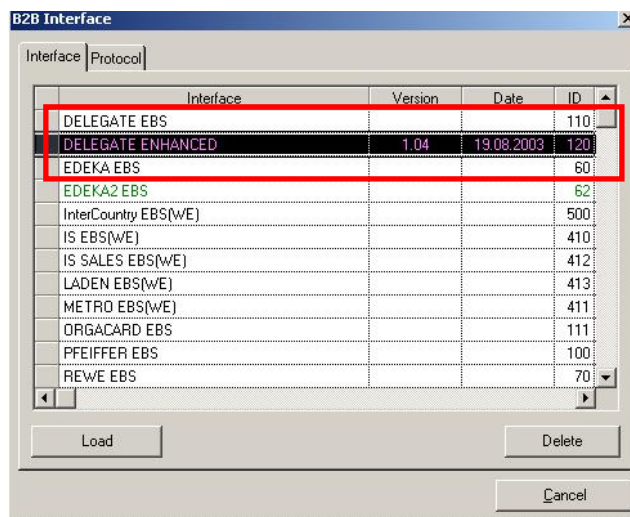 B2B Interface
Interface Protocol
Interface Version Date ID
DELEGATE EBS 110
DELEGATE ENHANCED 1.04 19.08.2003 120
EDEKA EBS 60
EDEKA2 EBS 62
InterCountry EBS(WE) 500
IS EBS(WE) 410
IS SALES EBS(WE) 412
LADEN EBS(WE) 413
METRO EBS(WE) 411
ORGACARD EBS 111
PFEIFFER EBS 100
REWE EBS 70
Load Delete
Cancel